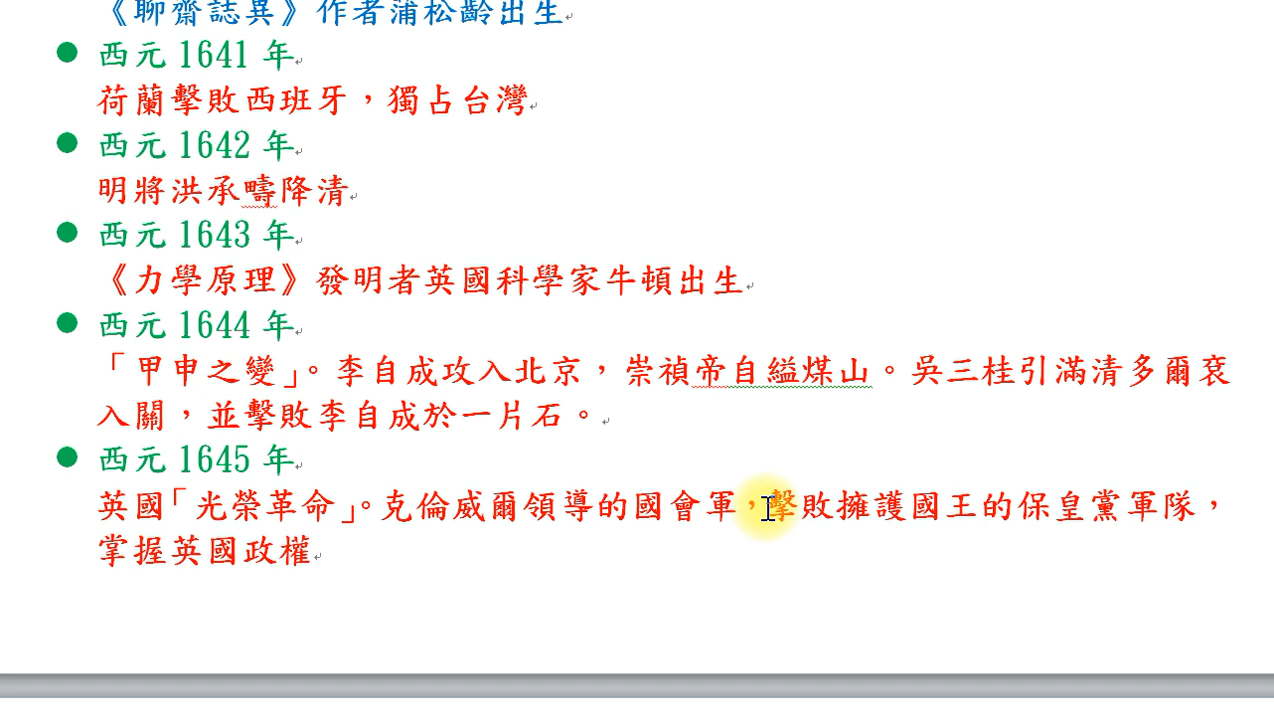 《聊齋誌異》作者蒲松齡出生
● 西元 1641 年
荷蘭擊敗西班牙，獨占台灣
● 西元 1642 年
明將洪承疇降清
● 西元 1643 年
《力學原理》發明者英國科學家牛頓出生
● 西元 1644 年
「甲申之變」。李自成攻入北京，崇禎帝自縊煤山。吳三桂引滿清多爾袞
入關，並擊敗李自成於一片石。
● 西元 1645 年
英國「光榮革命」。克倫威爾領導的國會軍，擊敗擁護國王的保皇黨軍隊，
掌握英國政權